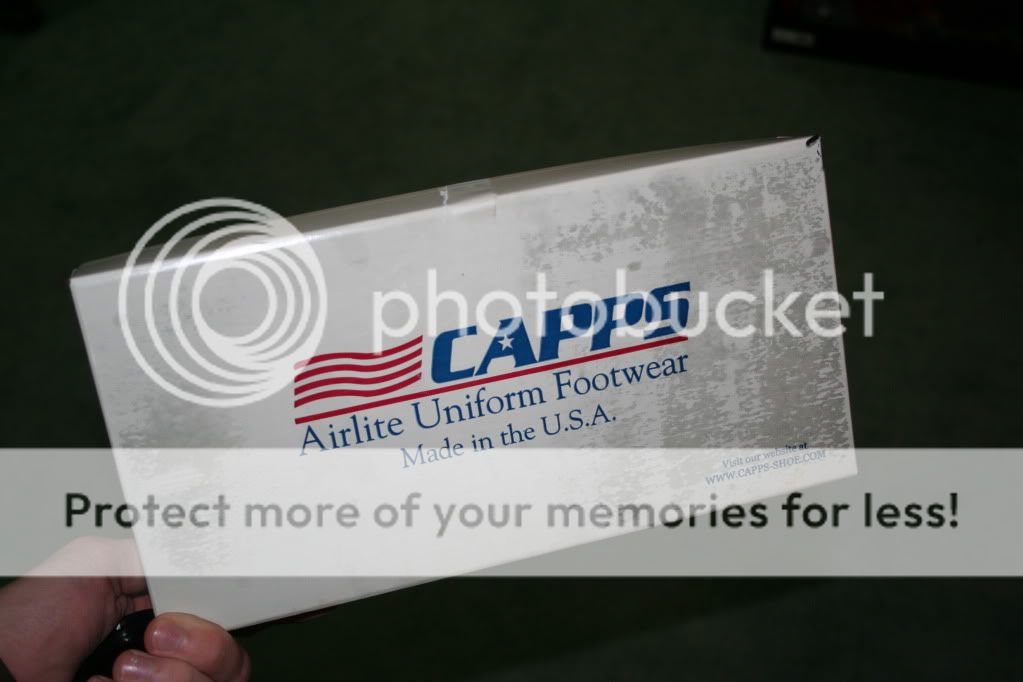 photobucket
CAPPS
Airlite Uniform Footwear
Made in the U.S.A.
Visit our website at
WWW.CAPPS-SHOE.COM
Protect more of your memories for less!